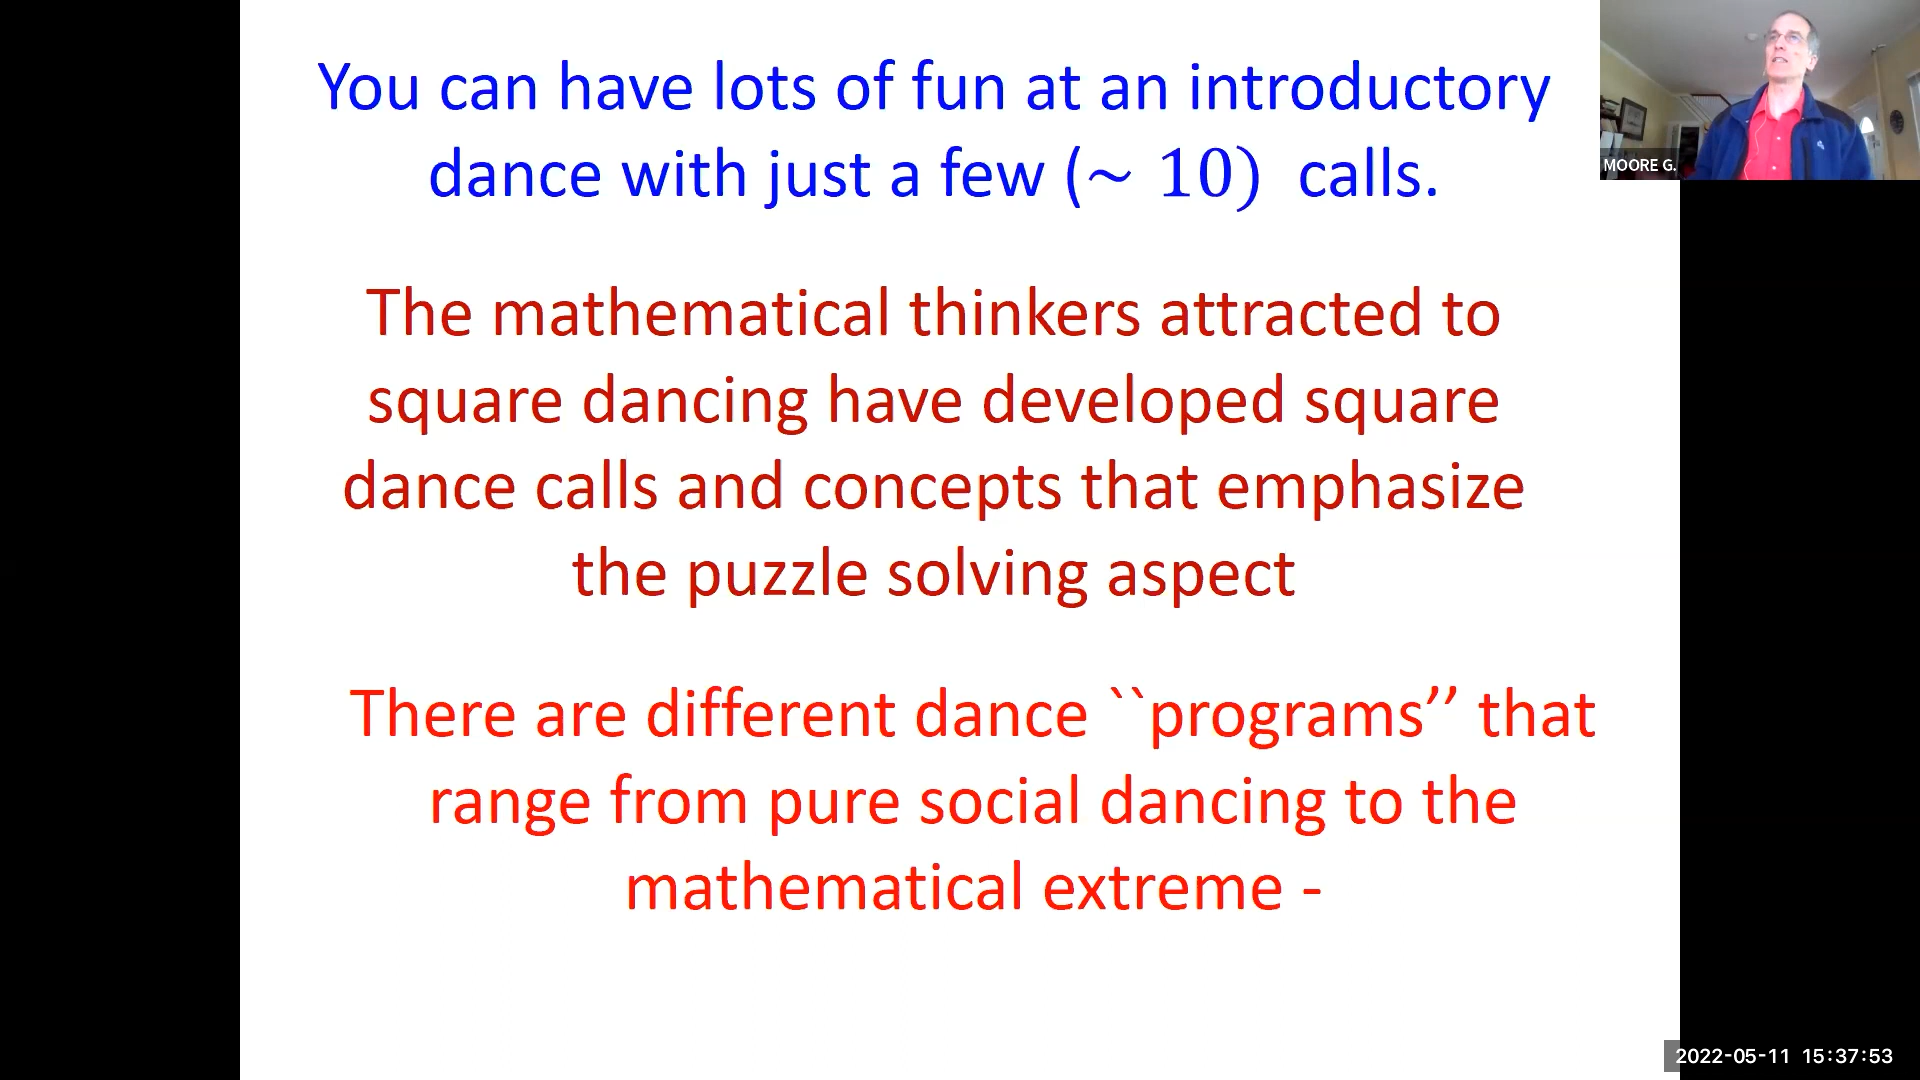 You can have lots of fun at an introductory
dance with just a few (~ 10) calls.
The mathematical thinkers attracted to
square dancing have developed square
dance calls and concepts that emphasize
the puzzle solving aspect
There are different dance ``programs’’ that
range from pure social dancing to the
mathematical extreme -
MOORE G.
2022-05-11 15:37:53